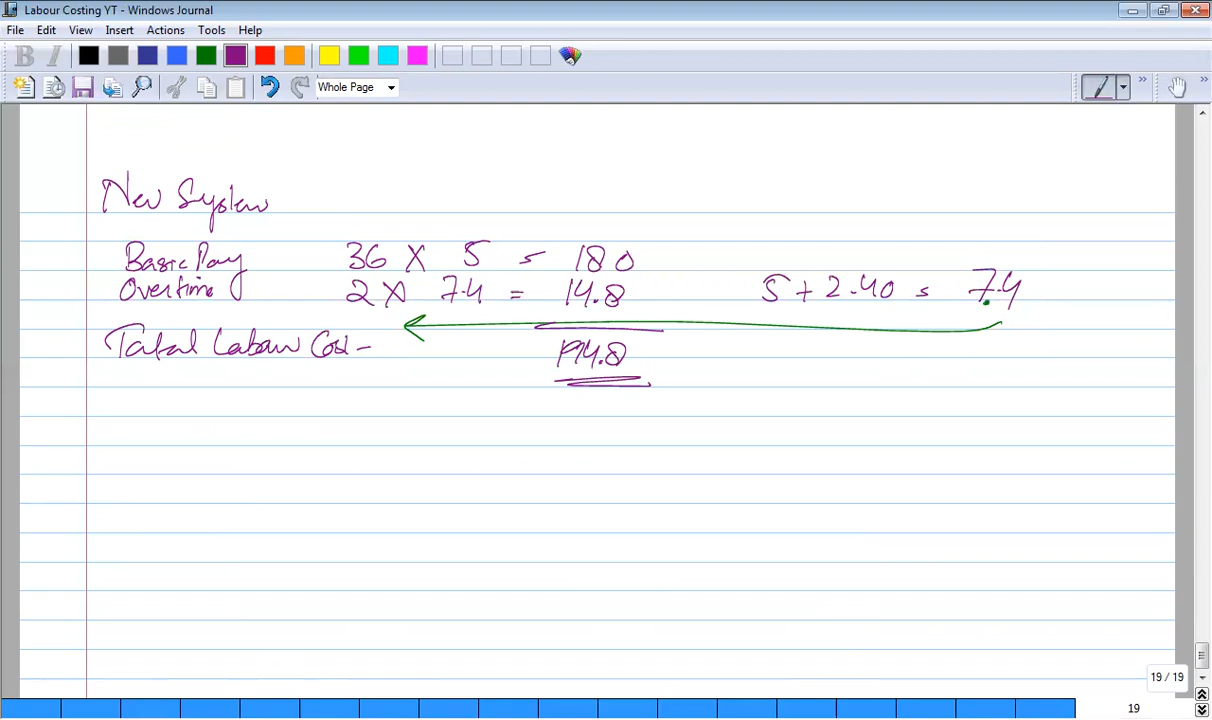 Labour Costing YT - Windows Journal
File Edit View Insert Actions Tools Help
B I
Whole Page
New System
Basic Pay 36 X 5 = 180
Overtime 2 X 7.4 = 14.8 5 + 2.40 = 7.4
Total Labour Cost - 194.8
19 / 19
19